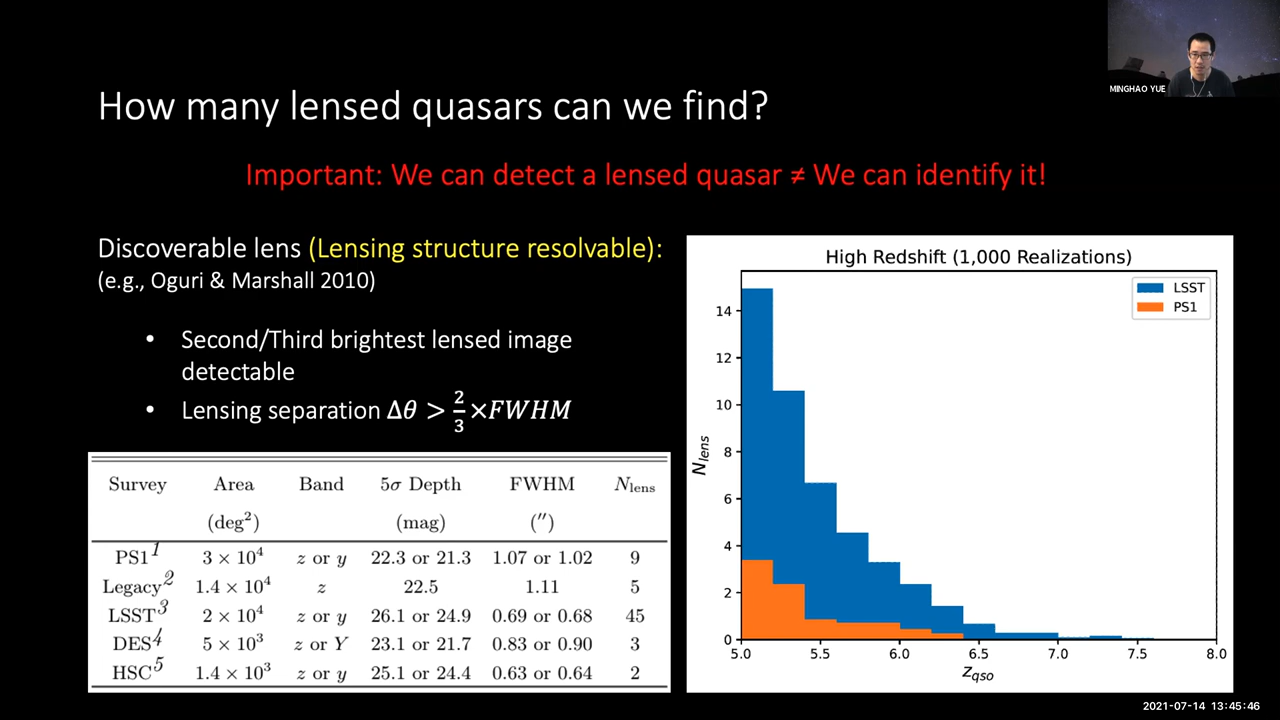 MINGHAO YUE
How many lensed quasars can we find?
Important: We can detect a lensed quasar ≠ We can identify it!
Discoverable lens (Lensing structure resolvable):
(e.g., Oguri & Marshall 2010)
• Second/Third brightest lensed image
detectable
• Lensing separation Δθ > 2/3 ×FWHM
Survey Area Band 5σ Depth FWHM N_lens
(deg²) (mag) (″)
PS1¹ 3 × 10⁴ z or y 22.3 or 21.3 1.07 or 1.02 9
Legacy² 1.4 × 10⁴ z 22.5 1.11 5
LSST³ 2 × 10⁴ z or y 26.1 or 24.9 0.69 or 0.68 45
DES⁴ 5 × 10³ z or Y 23.1 or 21.7 0.83 or 0.90 3
HSC⁵ 1.4 × 10³ z or y 25.1 or 24.4 0.63 or 0.64 2
High Redshift (1,000 Realizations)
LSST
PS1
14
12
10
8
6
4
2
0
N_lens
5.0 5.5 6.0 6.5 7.0 7.5 8.0
z_qso
2021-07-14 13:45:46